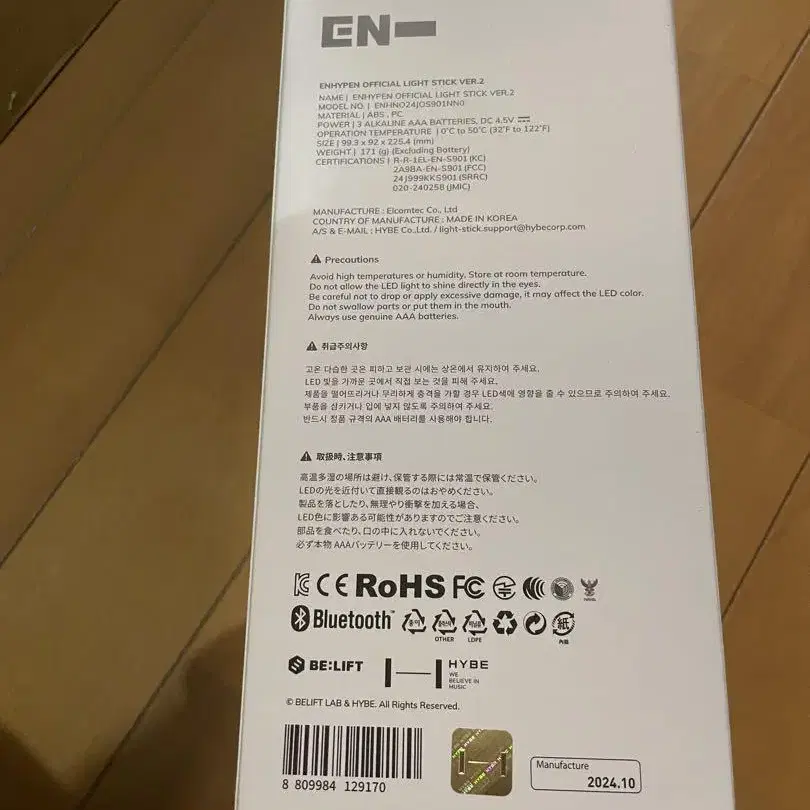 EN-
ENHYPEN OFFICIAL LIGHT STICK VER.2
NAME | ENHYPEN OFFICIAL LIGHT STICK VER.2
MODEL NO. | ENHNO24JOS901NN0
MATERIAL | ABS , PC
POWER | 3 ALKALINE AAA BATTERIES, DC 4.5V
OPERATION TEMPERATURE | 0°C to 50°C (32°F to 122°F)
SIZE | 99.3 x 92 x 225.4 (mm)
WEIGHT | 171 (g) (Excluding Battery)
CERTIFICATIONS | R-R-1EL-EN-S901 (KC)
2A9BA-EN-S901 (FCC)
24J999KKS901 (SRRC)
020-240258 (JMIC)
MANUFACTURE : Elcomtec Co., Ltd
COUNTRY OF MANUFACTURE : MADE IN KOREA
A/S & E-MAIL : HYBE Co.,Ltd. / light-stick.support@hybecorp.com
Precautions
Avoid high temperatures or humidity. Store at room temperature.
Do not allow the LED light to shine directly in the eyes.
Be careful not to drop or apply excessive damage, it may affect the LED color.
Do not swallow parts or put them in the mouth.
Always use genuine AAA batteries.
취급주의사항
고온 다습한 곳은 피하고 보관 시에는 상온에서 유지하여 주세요.
LED 빛을 가까운 곳에서 직접 보는 것을 피해 주세요.
제품을 떨어뜨리거나 무리하게 충격을 가할 경우 LED색에 영향을 줄 수 있으므로 주의하여 주세요.
부품을 삼키거나 입에 넣지 않도록 주의하여 주세요.
반드시 정품 규격의 AAA 배터리를 사용해야 합니다.
取扱時、注意事項
高温多湿の場所は避け、保管する際には常温で保管ください。
LEDの光を近付いて直接観るのはおやめください。
製品を落としたり、無理やり衝撃を加える場合、
LED色に影響ある可能性がありますのでご注意ください。
部品を食べたり、口の中に入れないでください。
必ず本物 AAAバッテリーを使用してください。
CE RoHS FC
Bluetooth™ 종이 플라스틱 비닐류 紙
OTHER LDPE 内箱
BE:LIFT HYBE
WE
BELIEVE IN
MUSIC
© BELIFT LAB & HYBE. All Rights Reserved.
8 809984 129170
HYBE
Manufacture
2024.10